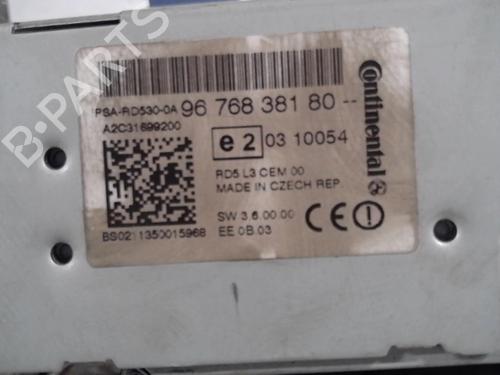 PSA-RD530-0A 96 768 381 80 --
A2C31699200
e2 03 10054
RD5 L3 CEM 00
MADE IN CZECH REP.
SW 3.6.00.00
BS0211350015968 EE 0B.03
CE
Continental
B-PARTS